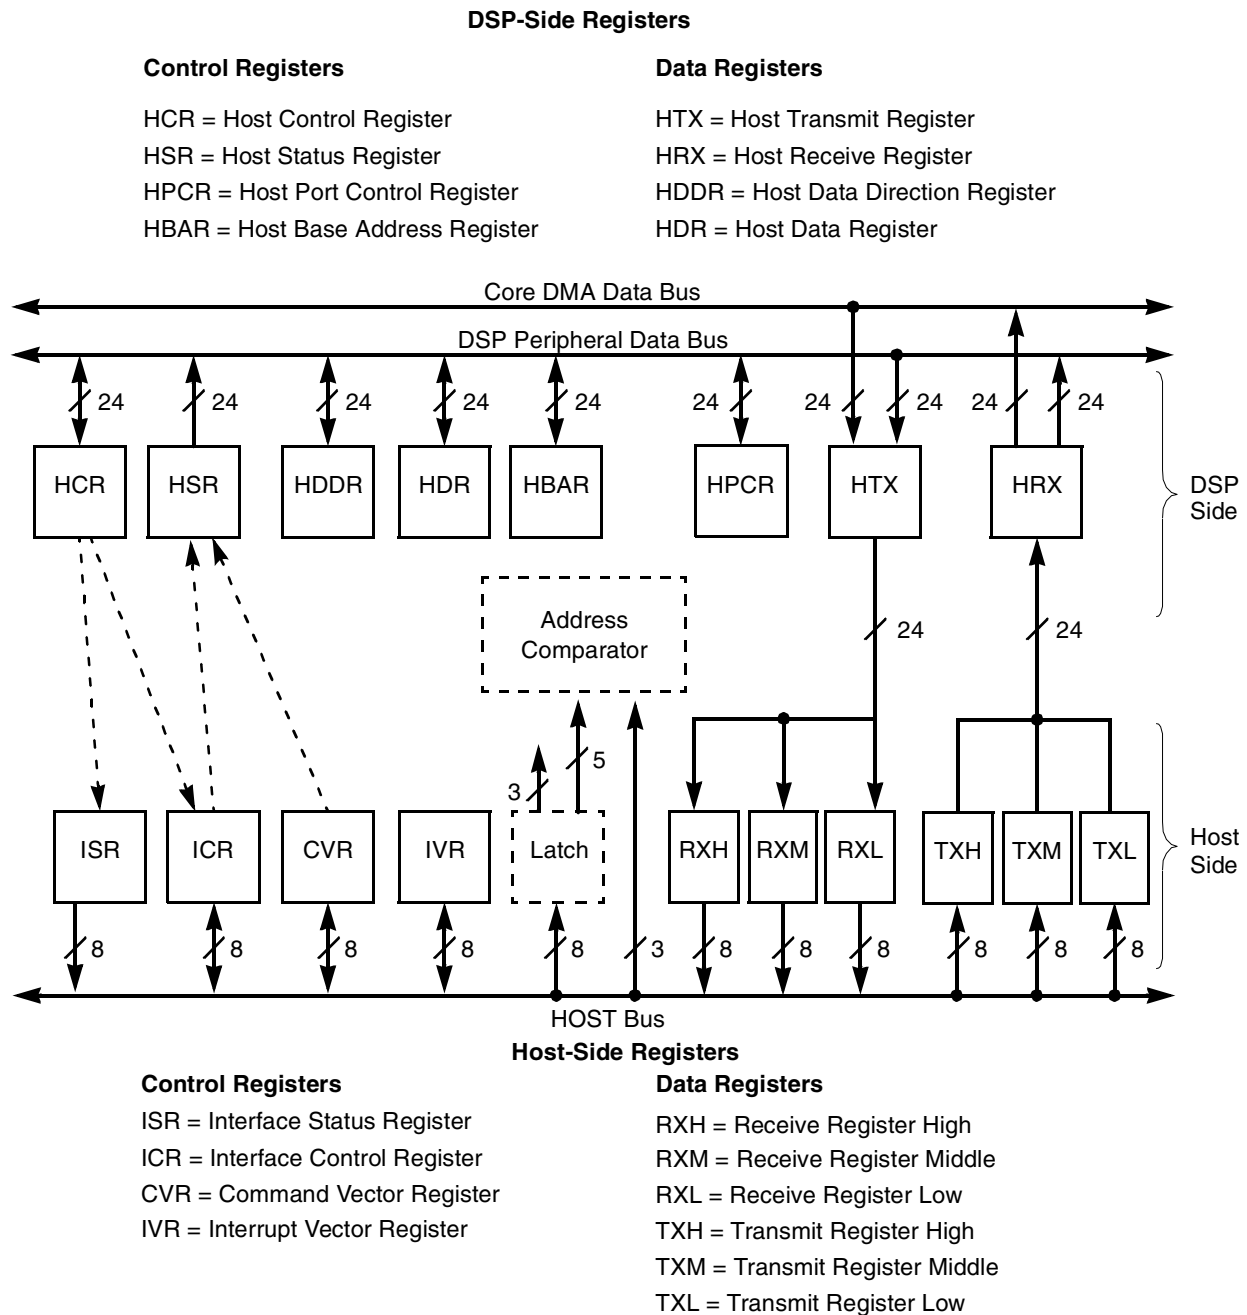 DSP-Side Registers
Control Registers Data Registers
HCR = Host Control Register HTX = Host Transmit Register
HSR = Host Status Register HRX = Host Receive Register
HPCR = Host Port Control Register HDDR = Host Data Direction Register
HBAR = Host Base Address Register HDR = Host Data Register
Core DMA Data Bus
DSP Peripheral Data Bus
24 24 24 24 24 24 24 24 24 24
HCR HSR HDDR HDR HBAR HPCR HTX HRX
DSP
Side
Address
Comparator
24 24
5
3
ISR ICR CVR IVR Latch RXH RXM RXL TXH TXM TXL
Host
Side
8 8 8 8 8 3 8 8 8 8 8 8
HOST Bus
Host-Side Registers
Control Registers Data Registers
ISR = Interface Status Register RXH = Receive Register High
ICR = Interface Control Register RXM = Receive Register Middle
CVR = Command Vector Register RXL = Receive Register Low
IVR = Interrupt Vector Register TXH = Transmit Register High
TXM = Transmit Register Middle
TXL = Transmit Register Low